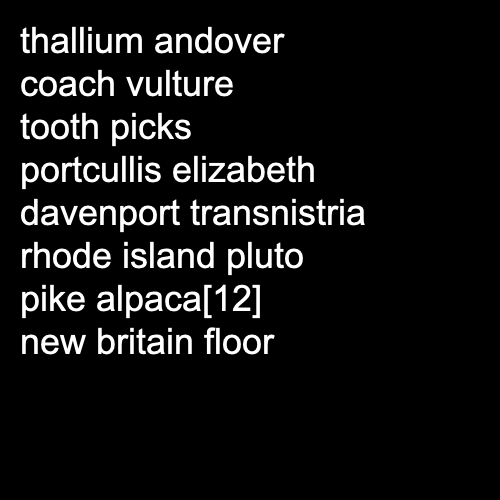 thallium andover
coach vulture
tooth picks
portcullis elizabeth
davenport transnistria
rhode island pluto
pike alpaca[12]
new britain floor